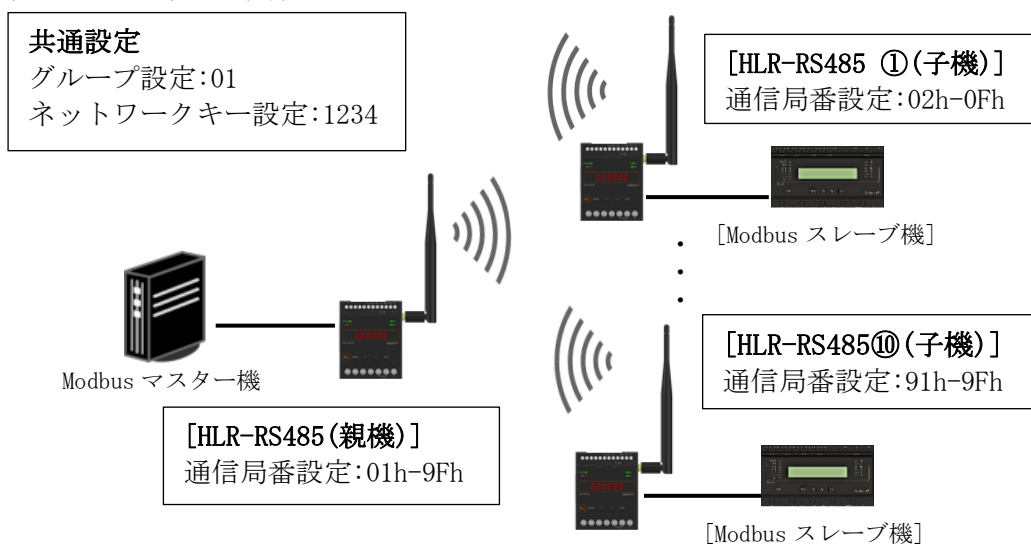 共通設定
グループ設定:01
ネットワークキー設定:1234
[HLR-RS485 ①(子機)]
通信局番設定:02h-0Fh
[Modbus スレーブ機]
Modbus マスター機
[HLR-RS485(親機)]
通信局番設定:01h-9Fh
[HLR-RS485⑩(子機)]
通信局番設定:91h-9Fh
[Modbus スレーブ機]